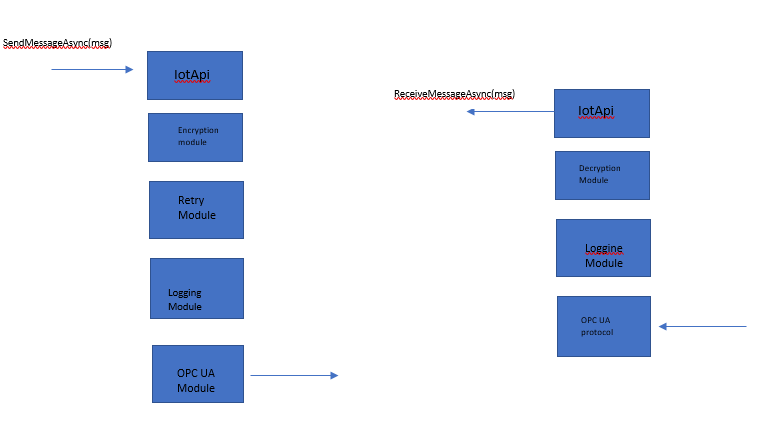 SendMessageAsync(msg)
IotApi
Encryption
module
Retry
Module
Logging
Module
OPC UA
Module
ReceiveMessageAsync(msg)
IotApi
Decryption
Module
Loggine
Module
OPC UA
protocol